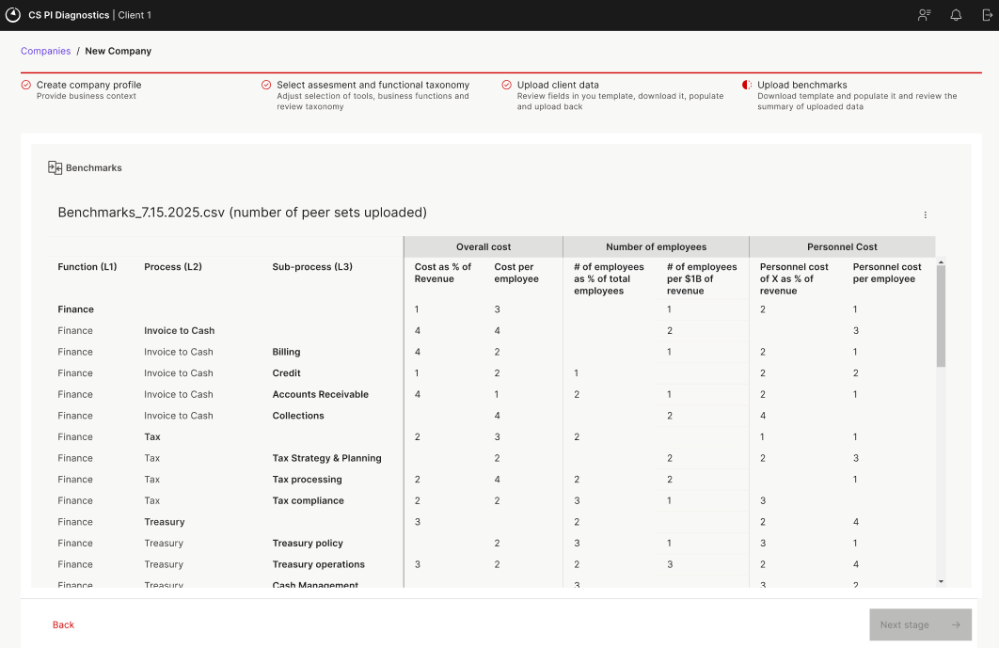 CS PI Diagnostics | Client 1
Companies / New Company
Create company profile
Provide business context
Select assesment and functional taxonomy
Adjust selection of tools, business functions and
review taxonomy
Upload client data
Review fields in you template, download it, populate
and upload back
Upload benchmarks
Download template and populate it and review the
summary of uploaded data
Benchmarks
Benchmarks_7.15.2025.csv (number of peer sets uploaded)
Overall cost Number of employees Personnel Cost
Function (L1) Process (L2) Sub-process (L3) Cost as % of Cost per # of employees # of employees Personnel cost Personnel cost
Revenue employee as % of total per $1B of of X as % of per employee
employees revenue revenue
Finance 1 3 1 2 1
Finance Invoice to Cash 4 4 2 3
Finance Invoice to Cash Billing 4 2 1 2 1
Finance Invoice to Cash Credit 1 2 1 2 2
Finance Invoice to Cash Accounts Receivable 4 1 2 1 2 1
Finance Invoice to Cash Collections 4 2 4
Finance Tax 2 3 2 1 1
Finance Tax Tax Strategy & Planning 2 2 2 3
Finance Tax Tax processing 2 4 2 2 1
Finance Tax Tax compliance 2 2 3 1 3
Finance Treasury 3 2 2 4
Finance Treasury Treasury policy 2 3 1 3 1
Finance Treasury Treasury operations 3 2 2 3 2 4
Finance Treasury Cash Management 3 3 2
Back
Next stage